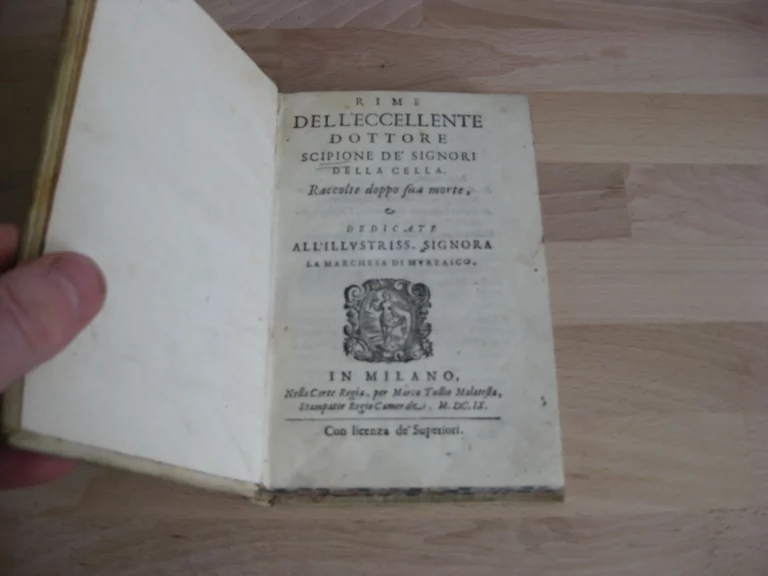 RIME
DELL'ECCELLENTE
DOTTORE
SCIPIONE DE' SIGNORI
DELLA CELLA.
Raccolte doppo sua morte,
&
DEDICATE
ALL'ILLVSTRISS. SIGNORA
LA MARCHESA DI MVRZASCO.
IN MILANO,
Nella Corte Regia, per Marco Tullio Malatesta,
Stampator Regio Camerale. M. DC. IX.
Con licenza de' Superiori.